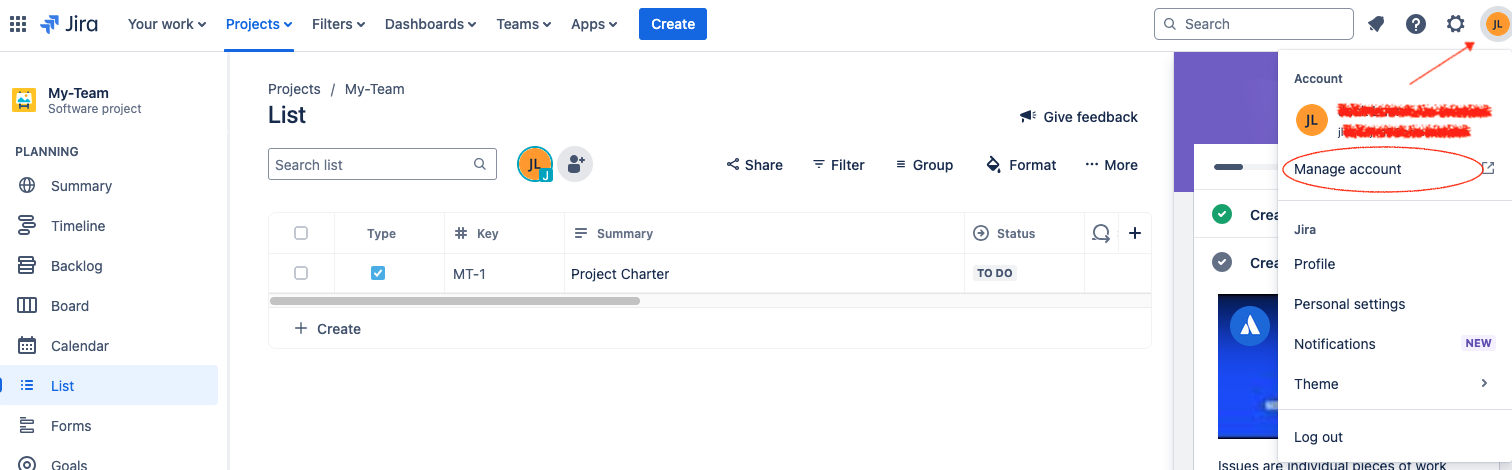 Jira Your work Projects Filters Dashboards Teams Apps Create Search JL
My-Team
Software project
PLANNING
Summary
Timeline
Backlog
Board
Calendar
List
Forms
Goals
Projects / My-Team
List
Give feedback
Search list JL J Share Filter Group Format More
Type Key Summary Status
MT-1 Project Charter TO DO
+ Create
Crea
Crea
Issues are individual pieces of work
Account
JL
Manage account
Jira
Profile
Personal settings
Notifications NEW
Theme
Log out